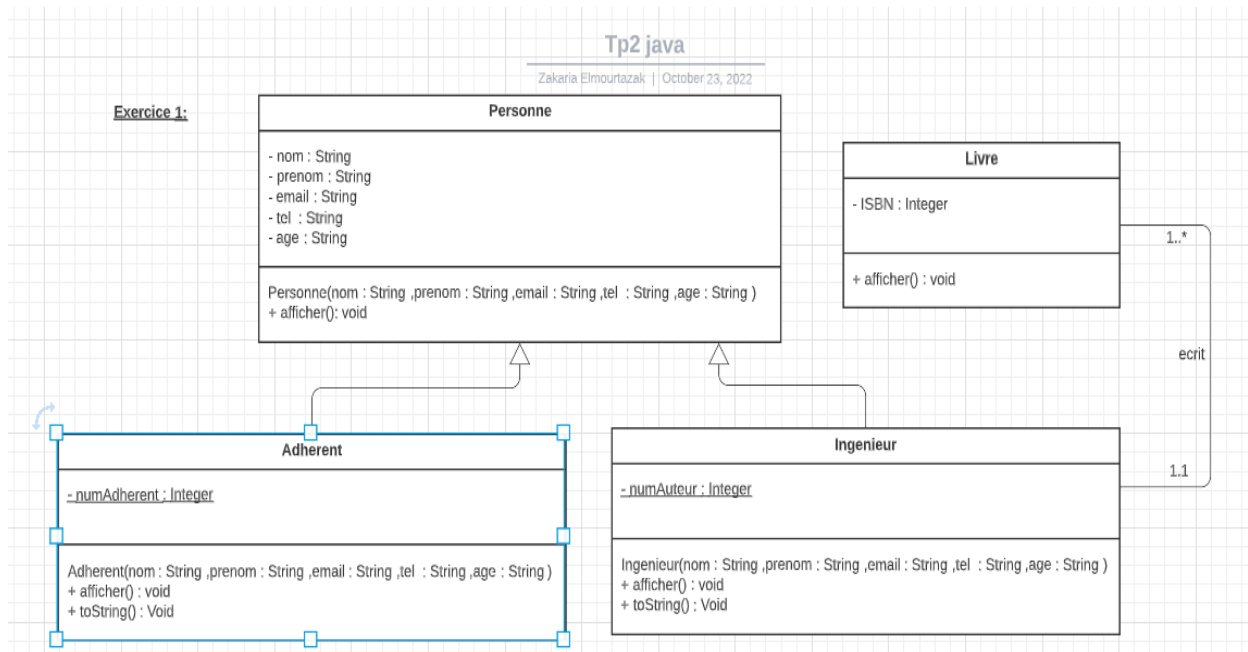 Tp2 java
Zakaria Elmourtazak | October 23, 2022
Exercice 1:
Personne
- nom : String
- prenom : String
- email : String
- tel : String
- age : String
Personne(nom : String ,prenom : String ,email : String ,tel : String ,age : String )
+ afficher(): void
Livre
- ISBN : Integer
+ afficher() : void
1..*
ecrit
1.1
Adherent
- numAdherent : Integer
Adherent(nom : String ,prenom : String ,email : String ,tel : String ,age : String )
+ afficher() : void
+ toString() : Void
Ingenieur
- numAuteur : Integer
Ingenieur(nom : String ,prenom : String ,email : String ,tel : String ,age : String )
+ afficher() : void
+ toString() : Void